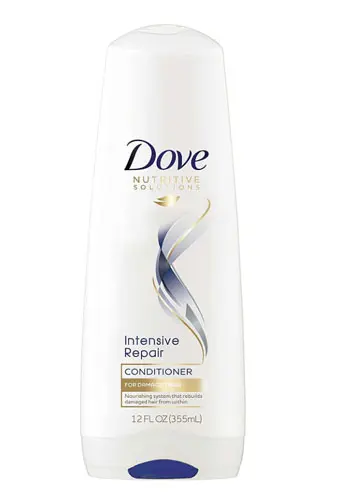 Dove
NUTRITIVE
SOLUTIONS
Intensive
Repair
CONDITIONER
FOR DAMAGED HAIR
Nourishing system that rebuilds
damaged hair from within
12 FL OZ (355mL)